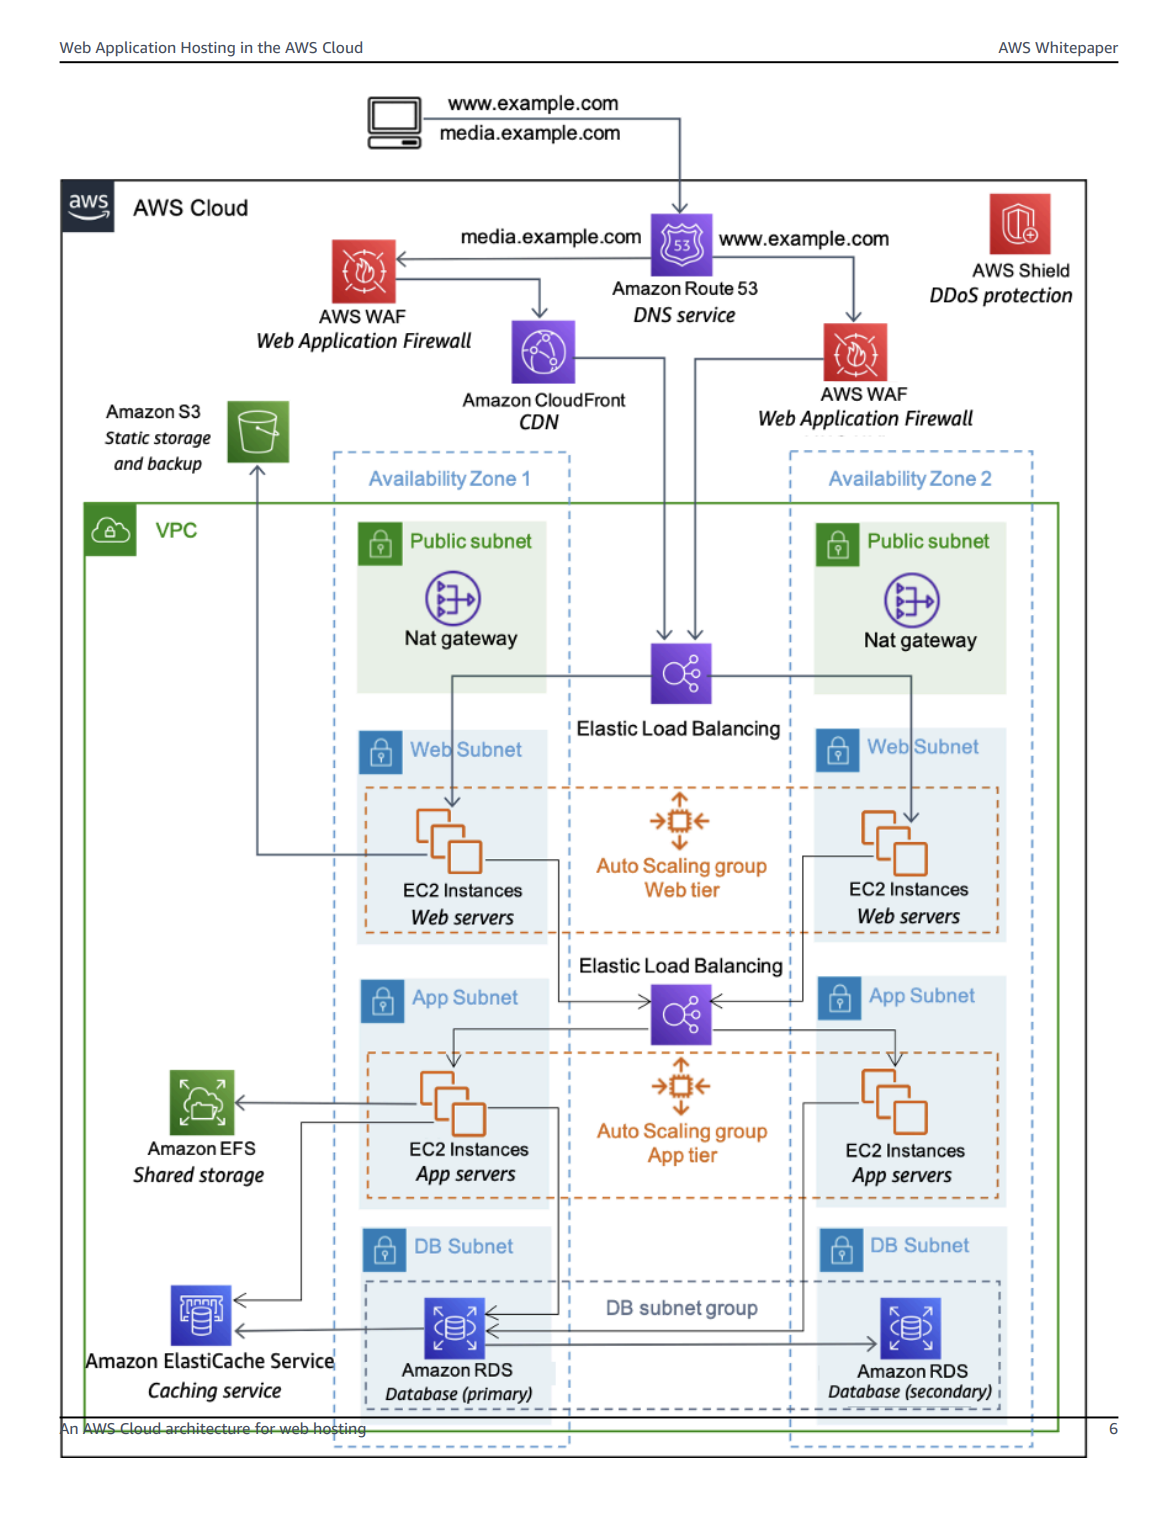 Web Application Hosting in the AWS Cloud
AWS Whitepaper
www.example.com
media.example.com
aws
AWS Cloud
media.example.com
53
www.example.com
AWS Shield
DDoS protection
Amazon Route 53
DNS service
AWS WAF
Web Application Firewall
Amazon CloudFront
CDN
AWS WAF
Web Application Firewall
Amazon S3
Static storage
and backup
Availability Zone 1
Availability Zone 2
VPC
Public subnet
Nat gateway
Public subnet
Nat gateway
Elastic Load Balancing
Web Subnet
Web Subnet
EC2 Instances
Web servers
Auto Scaling group
Web tier
EC2 Instances
Web servers
Elastic Load Balancing
App Subnet
App Subnet
Amazon EFS
Shared storage
EC2 Instances
App servers
Auto Scaling group
App tier
EC2 Instances
App servers
DB Subnet
DB Subnet
DB subnet group
Amazon ElastiCache Service
Caching service
Amazon RDS
Database (primary)
Amazon RDS
Database (secondary)
An AWS Cloud architecture for web hosting
6